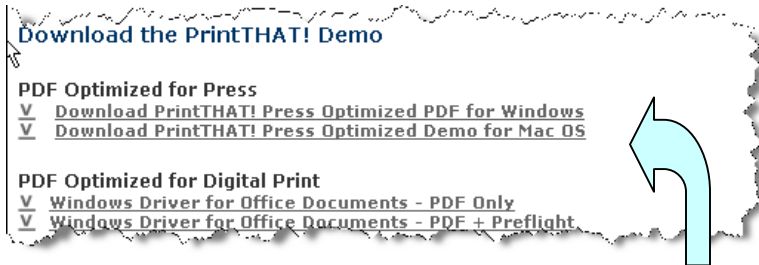 Download the PrintTHAT! Demo
PDF Optimized for Press
V Download PrintTHAT! Press Optimized PDF for Windows
V Download PrintTHAT! Press Optimized Demo for Mac OS
PDF Optimized for Digital Print
V Windows Driver for Office Documents - PDF Only
V Windows Driver for Office Documents - PDF + Preflight